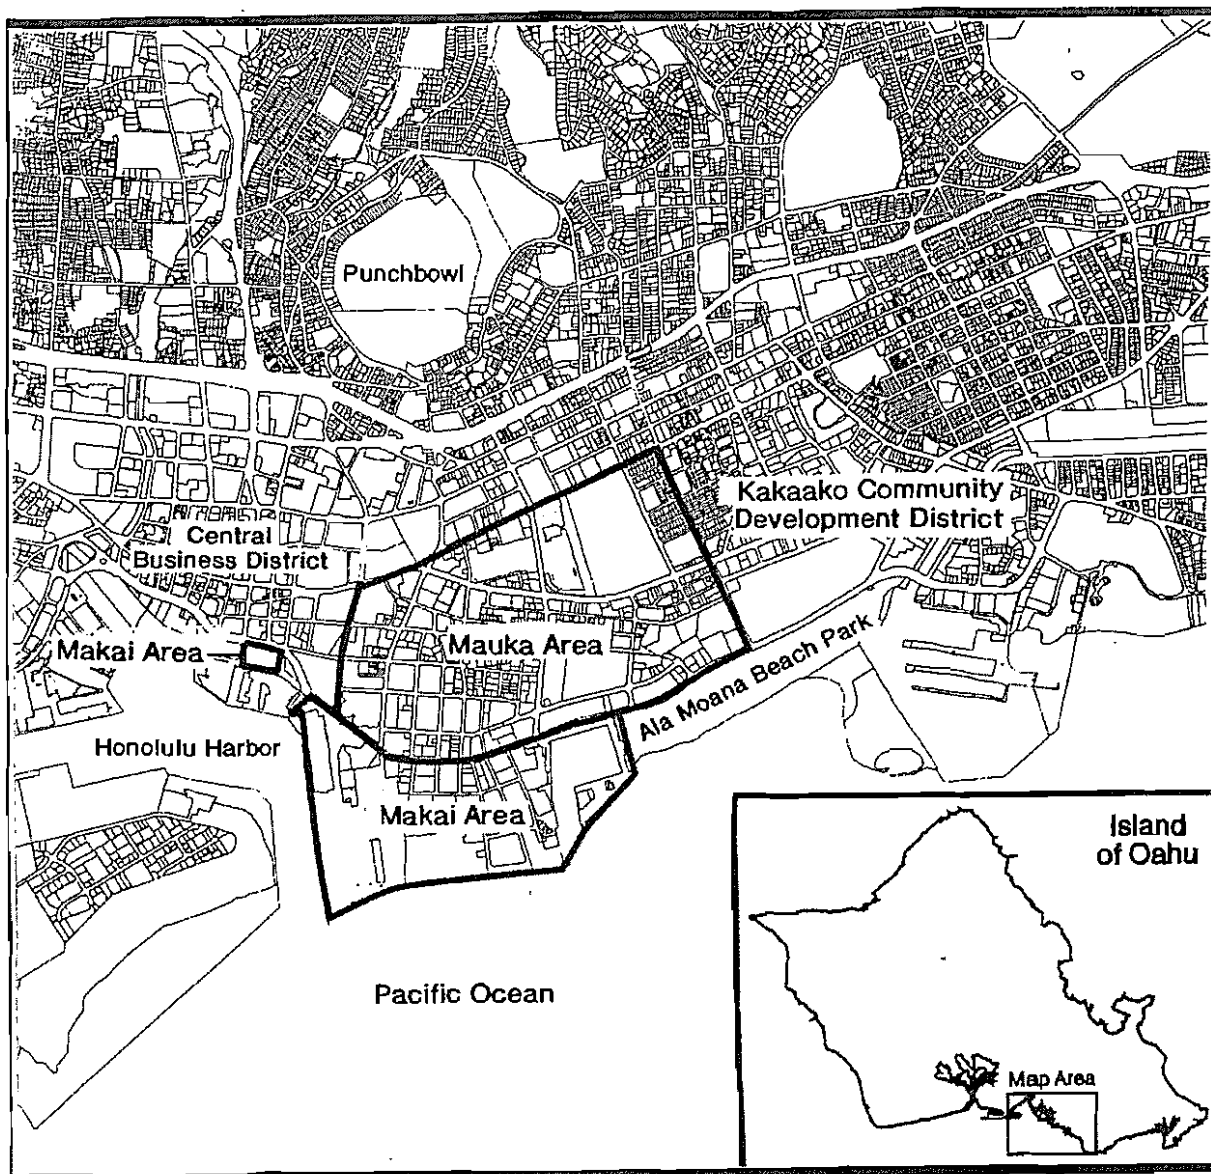 Punchbowl
Kakaako Community
Development District
Central
Business District
Mauka Area
Makai Area
Ala Moana Beach Park
Honolulu Harbor
Makai Area
Island
of Oahu
Pacific Ocean
Map Area